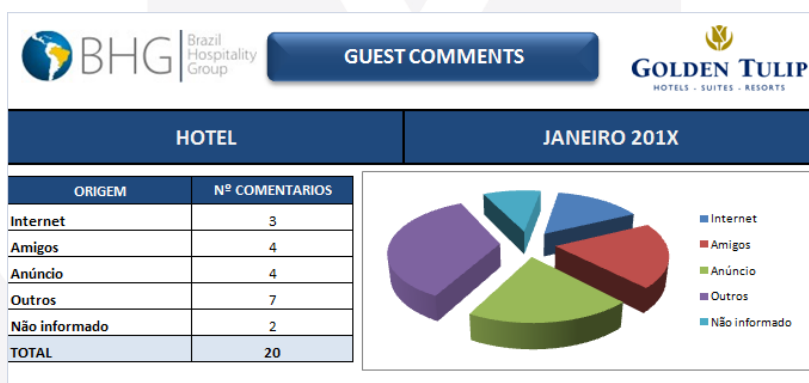 BHG Brazil
Hospitality
Group
GUEST COMMENTS
GOLDEN TULIP
HOTELS - SUITES - RESORTS
HOTEL JANEIRO 201X
ORIGEM Nº COMENTARIOS
Internet 3
Amigos 4
Anúncio 4
Outros 7
Não informado 2
TOTAL 20
Internet
Amigos
Anúncio
Outros
Não informado